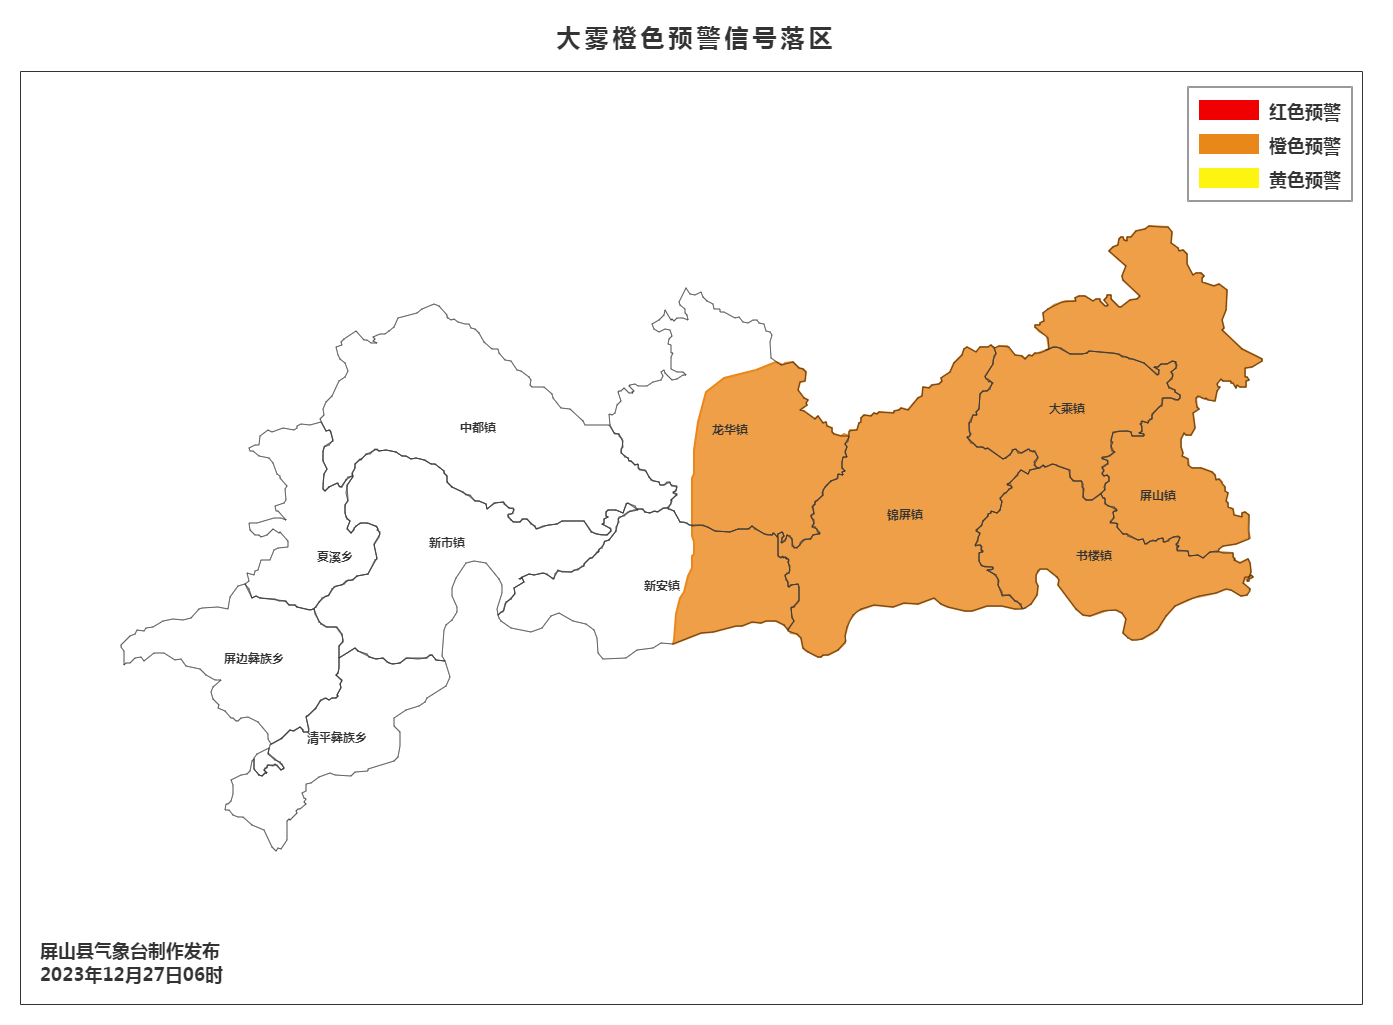 大雾橙色预警信号落区
红色预警
橙色预警
黄色预警
中都镇
龙华镇
大乘镇
屏山镇
锦屏镇
书楼镇
夏溪乡
新市镇
新安镇
屏边彝族乡
清平彝族乡
屏山县气象台制作发布
2023年12月27日06时